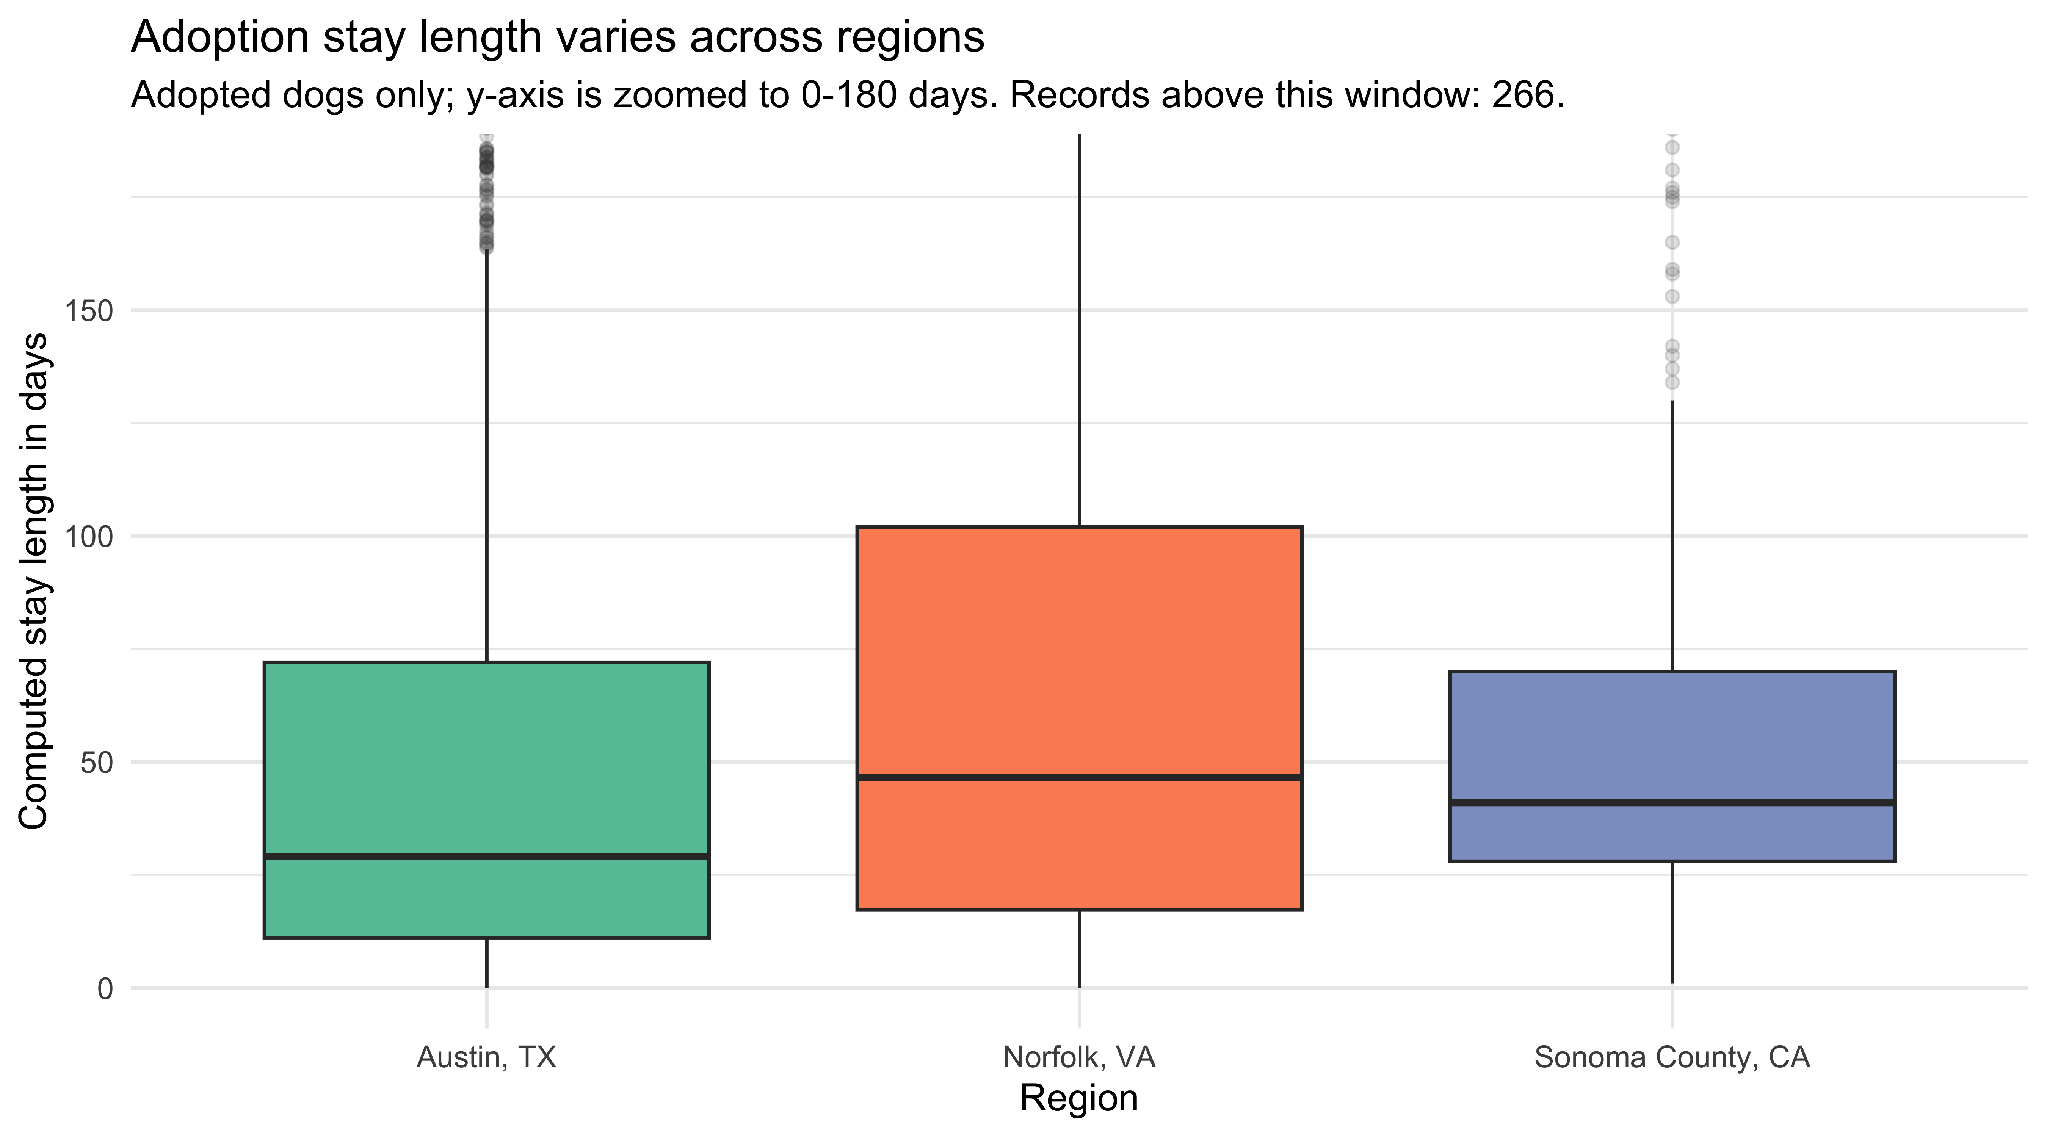 Adoption stay length varies across regions
Adopted dogs only; y-axis is zoomed to 0-180 days. Records above this window: 266.
Computed stay length in days
150
100
50
0
Austin, TX
Norfolk, VA
Sonoma County, CA
Region